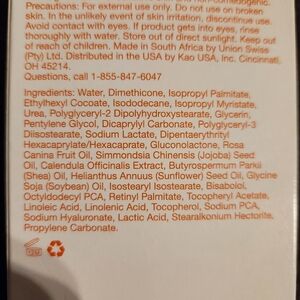 and non-comedogenic.
Precautions: For external use only. Do not use on broken
skin. In the unlikely event of skin irritation, discontinue use.
Avoid contact with eyes. If product gets into eyes, rinse
thoroughly with water. Store out of direct sunlight. Keep out
of reach of children. Made in South Africa by Union Swiss
(Pty) Ltd. Distributed in the USA by Kao USA, Inc. Cincinnati,
OH 45214.
Questions, call 1-855-847-6047
Ingredients: Water, Dimethicone, Isopropyl Palmitate,
Ethylhexyl Cocoate, Isododecane, Isopropyl Myristate,
Urea, Polyglyceryl-2 Dipolyhydroxystearate, Glycerin,
Pentylene Glycol, Dicaprylyl Carbonate, Polyglyceryl-3
Diisostearate, Sodium Lactate, Dipentaerythrityl
Hexacaprylate/Hexacaprate, Gluconolactone, Rosa
Canina Fruit Oil, Simmondsia Chinensis (Jojoba) Seed
Oil, Calendula Officinalis Extract, Butyrospermum Parkii
(Shea) Oil, Helianthus Annuus (Sunflower) Seed Oil, Glycine
Soja (Soybean) Oil, Isostearyl Isostearate, Bisabolol,
Octyldodecyl PCA, Retinyl Palmitate, Tocopheryl Acetate,
Linoleic Acid, Linolenic Acid, Tocopherol, Sodium PCA,
Sodium Hyaluronate, Lactic Acid, Stearalkonium Hectorite,
Propylene Carbonate.
12M